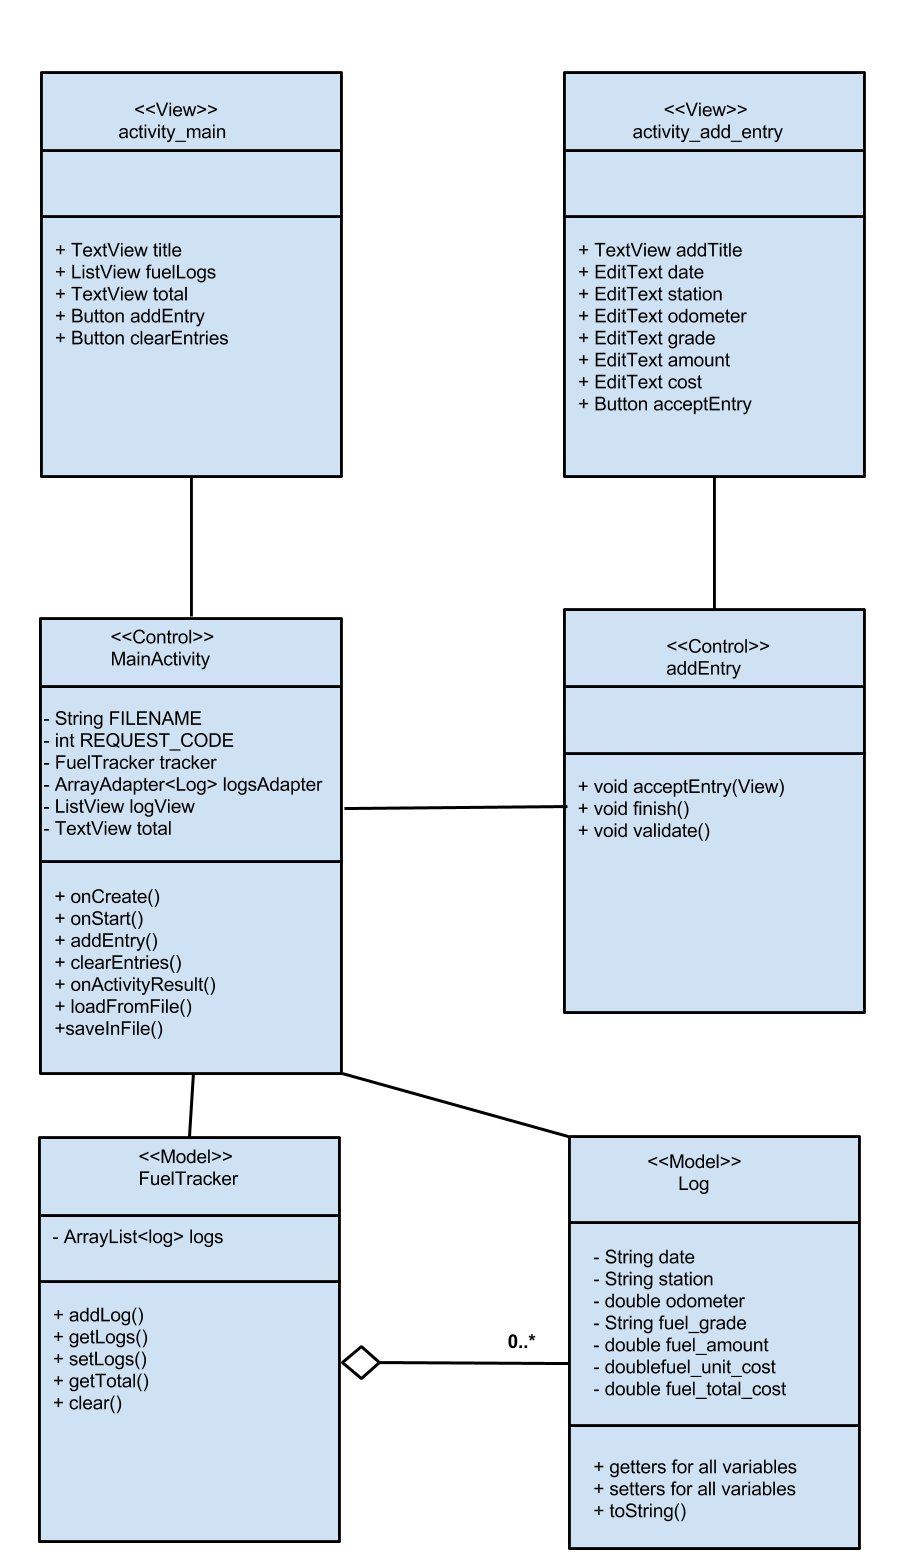 <<View>>
activity_main
+ TextView title
+ ListView fuelLogs
+ TextView total
+ Button addEntry
+ Button clearEntries
<<View>>
activity_add_entry
+ TextView addTitle
+ EditText date
+ EditText station
+ EditText odometer
+ EditText grade
+ EditText amount
+ EditText cost
+ Button acceptEntry
<<Control>>
MainActivity
- String FILENAME
- int REQUEST_CODE
- FuelTracker tracker
- ArrayAdapter<Log> logsAdapter
- ListView logView
- TextView total
+ onCreate()
+ onStart()
+ addEntry()
+ clearEntries()
+ onActivityResult()
+ loadFromFile()
+saveInFile()
<<Control>>
addEntry
+ void acceptEntry(View)
+ void finish()
+ void validate()
<<Model>>
FuelTracker
- ArrayList<log> logs
+ addLog()
+ getLogs()
+ setLogs()
+ getTotal()
+ clear()
0..*
<<Model>>
Log
- String date
- String station
- double odometer
- String fuel_grade
- double fuel_amount
- doublefuel_unit_cost
- double fuel_total_cost
+ getters for all variables
+ setters for all variables
+ toString()